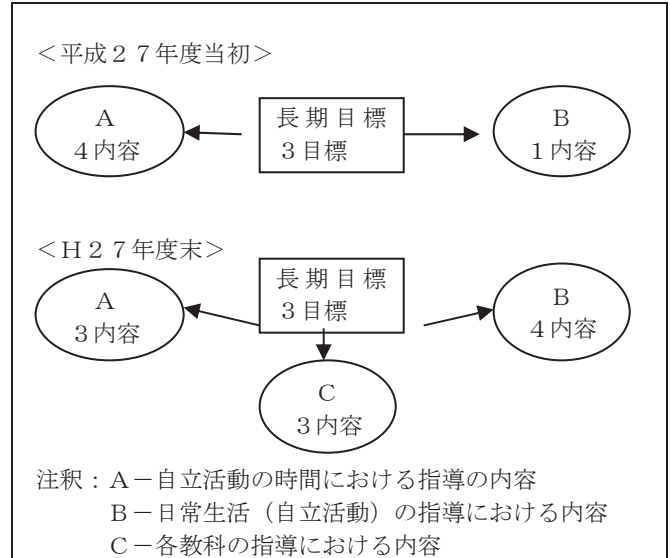 ＜平成２７年度当初＞
A
４内容
長期目標
３目標
B
１内容
＜H２７年度末＞
A
３内容
長期目標
３目標
B
４内容
C
３内容
注釈：A－自立活動の時間における指導の内容
B－日常生活（自立活動）の指導における内容
C－各教科の指導における内容